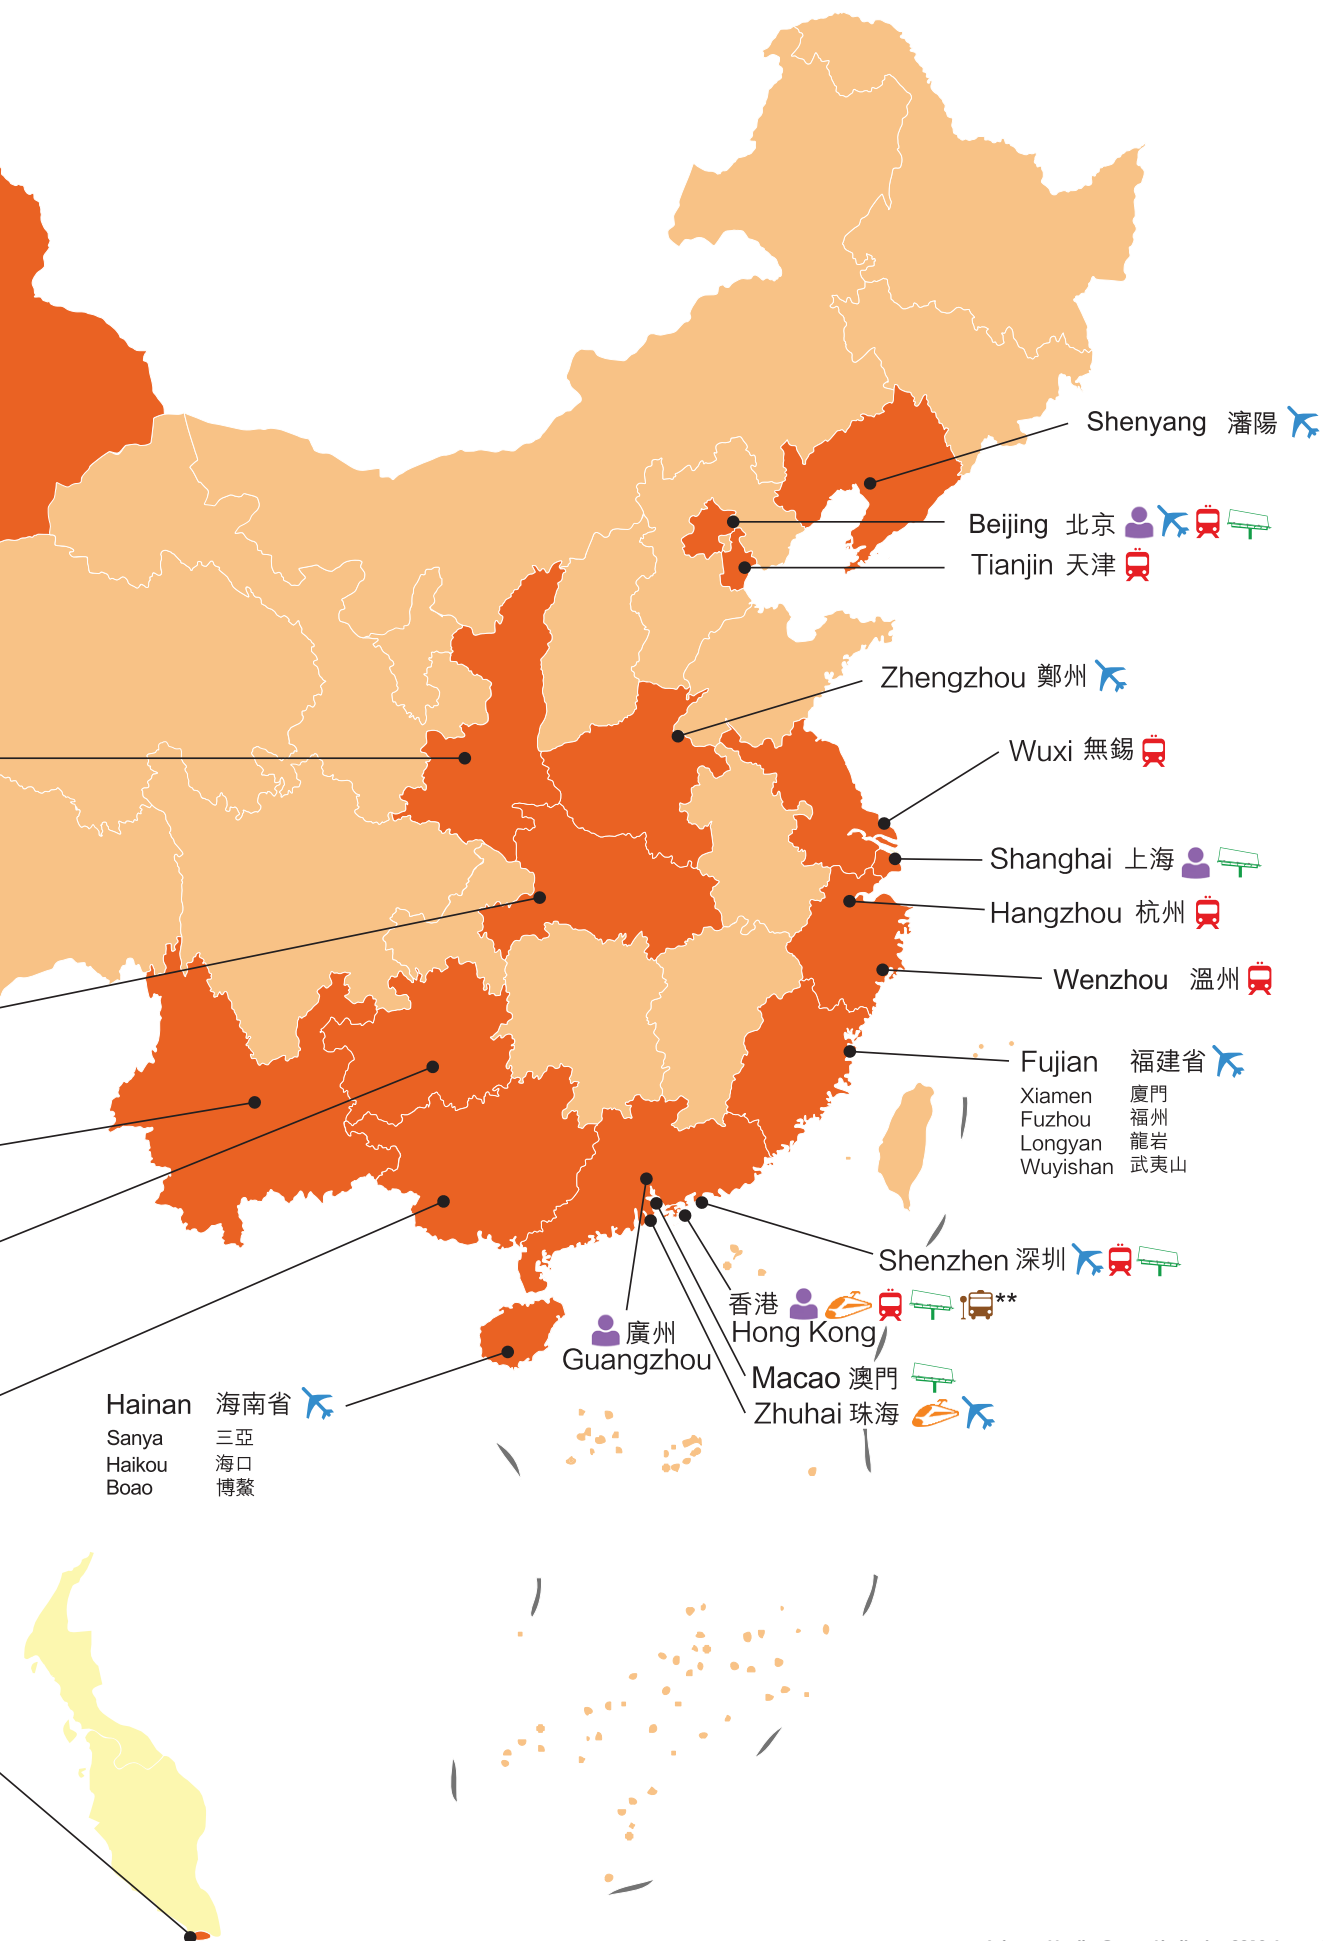 Shenyang 瀋陽
Beijing 北京
Tianjin 天津
Zhengzhou 鄭州
Wuxi 無錫
Shanghai 上海
Hangzhou 杭州
Wenzhou 溫州
Fujian 福建省
Xiamen 廈門
Fuzhou 福州
Longyan 龍岩
Wuyishan 武夷山
Shenzhen 深圳
香港 **
Hong Kong
廣州
Guangzhou
Macao 澳門
Zhuhai 珠海
Hainan 海南省
Sanya 三亞
Haikou 海口
Boao 博鰲